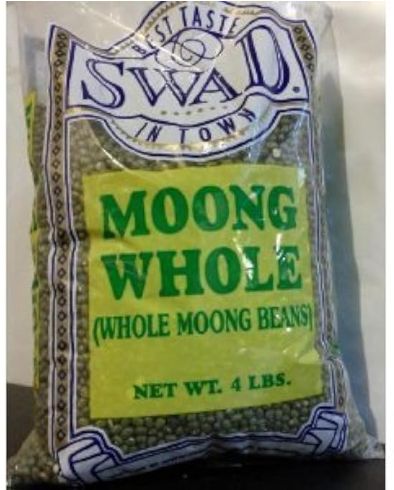 BEST TASTE
SWAD.
IN TOWN
MOONG
WHOLE
(WHOLE MOONG BEANS)
NET WT. 4 LBS.